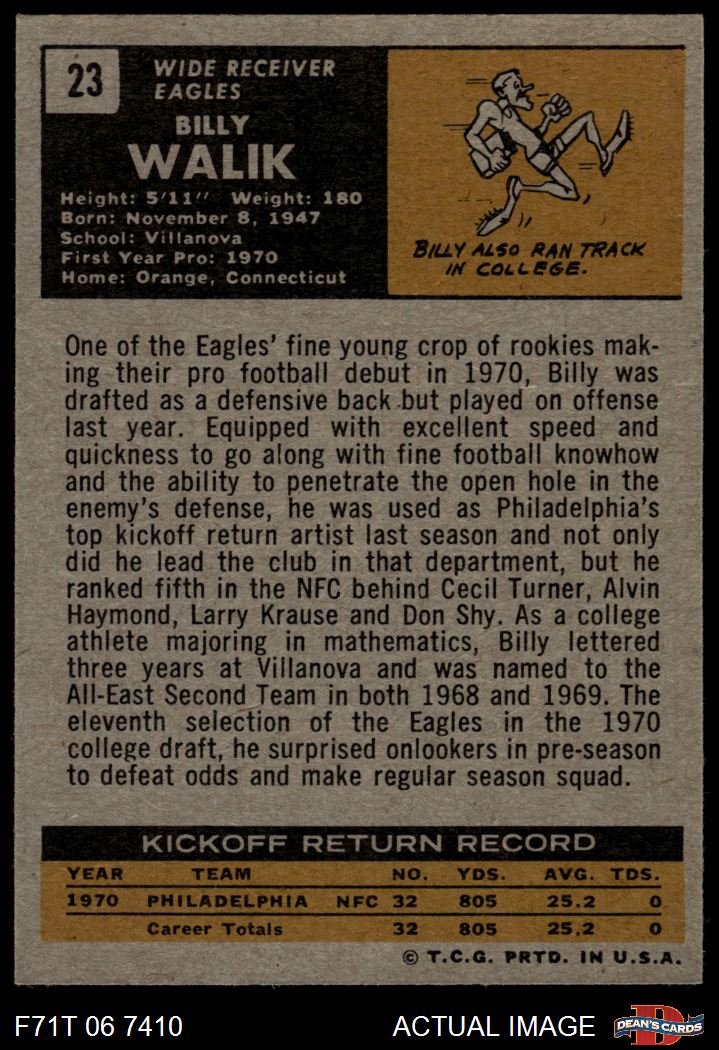 23
WIDE RECEIVER
EAGLES
BILLY
WALIK
Height: 5'11" Weight: 180
Born: November 8, 1947
School: Villanova
First Year Pro: 1970
Home: Orange, Connecticut
BILLY ALSO RAN TRACK
IN COLLEGE.
One of the Eagles' fine young crop of rookies mak-
ing their pro football debut in 1970, Billy was
drafted as a defensive back but played on offense
last year. Equipped with excellent speed and
quickness to go along with fine football knowhow
and the ability to penetrate the open hole in the
enemy's defense, he was used as Philadelphia's
top kickoff return artist last season and not only
did he lead the club in that department, but he
ranked fifth in the NFC behind Cecil Turner, Alvin
Haymond, Larry Krause and Don Shy. As a college
athlete majoring in mathematics, Billy lettered
three years at Villanova and was named to the
All-East Second Team in both 1968 and 1969. The
eleventh selection of the Eagles in the 1970
college draft, he surprised onlookers in pre-season
to defeat odds and make regular season squad.
KICKOFF RETURN RECORD
YEAR TEAM NO. YDS. AVG. TDS.
1970 PHILADELPHIA NFC 32 805 25.2 0
Career Totals 32 805 25.2 0
© T.C.G. PRTD. IN U.S.A.
F71T 06 7410 ACTUAL IMAGE D DEAN'S CARDS